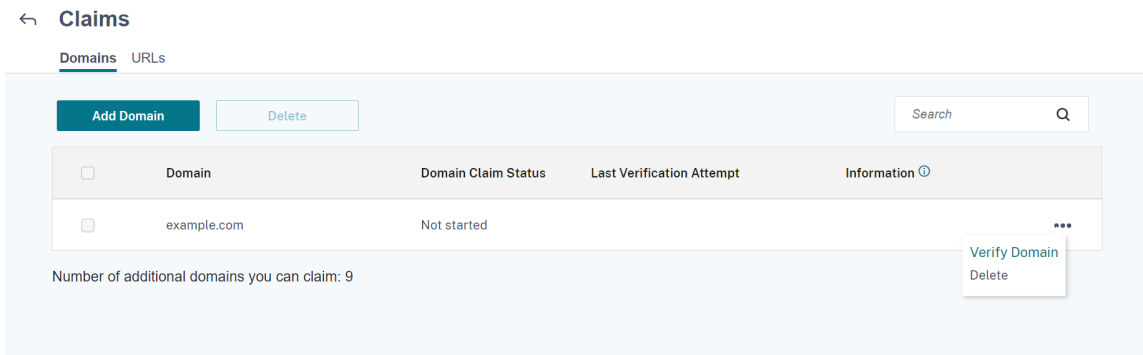 Claims
Domains URLs
Add Domain Delete Search
Domain Domain Claim Status Last Verification Attempt Information
example.com Not started
Verify Domain
Delete
Number of additional domains you can claim: 9